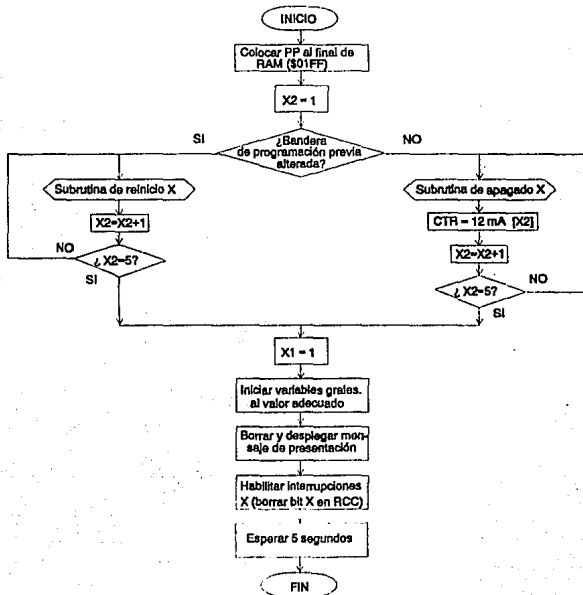 INICIO
Colocar PP al final de
RAM ($01FF)
X2 = 1
SI
¿Bandera
de programación previa
alterada?
NO
Subrutina de reinicio X
Subrutina de apagado X
X2=X2+1
CTR = 12 mA [X2]
X2=X2+1
NO
¿ X2=5?
SI
¿ X2=5?
NO
SI
X1 = 1
Iniciar variables grales.
al valor adecuado
Borrar y desplegar men-
saje de presentación
Habilitar interrupciones
X (borrar bit X en RCC)
Esperar 5 segundos
FIN